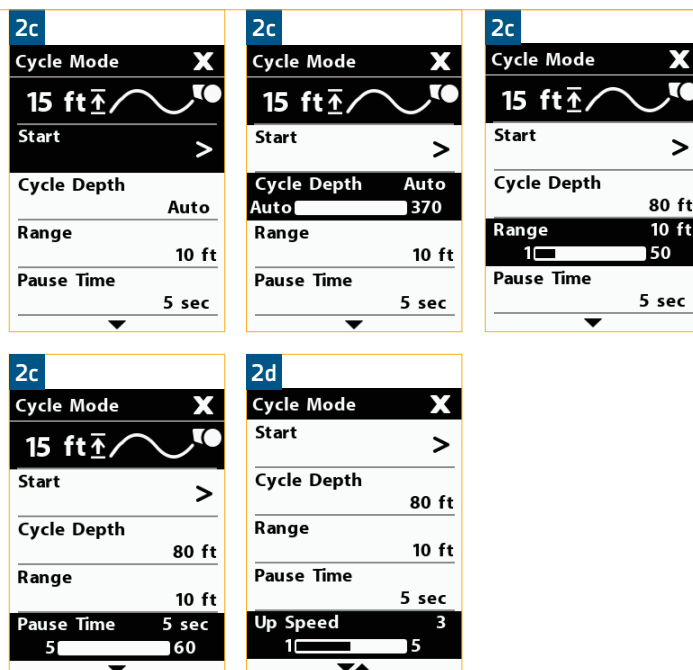 2c
Cycle Mode X
15 ft
Start >
Cycle Depth
Auto
Range
10 ft
Pause Time
5 sec
2c
Cycle Mode X
15 ft
Start >
Cycle Depth Auto
Auto 370
Range
10 ft
Pause Time
5 sec
2c
Cycle Mode X
15 ft
Start >
Cycle Depth
80 ft
Range 10 ft
1 50
Pause Time
5 sec
2c
Cycle Mode X
15 ft
Start >
Cycle Depth
80 ft
Range
10 ft
Pause Time 5 sec
5 60
2d
Cycle Mode X
Start >
Cycle Depth
80 ft
Range
10 ft
Pause Time
5 sec
Up Speed 3
1 5